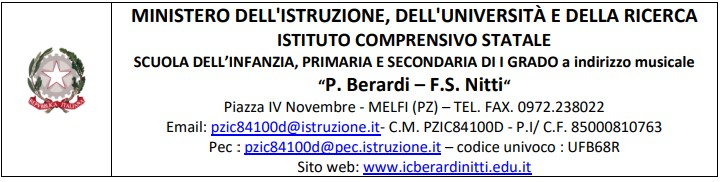 MINISTERO DELL'ISTRUZIONE, DELL'UNIVERSITÀ E DELLA RICERCA
ISTITUTO COMPRENSIVO STATALE
SCUOLA DELL’INFANZIA, PRIMARIA E SECONDARIA DI I GRADO a indirizzo musicale
“P. Berardi – F.S. Nitti“
Piazza IV Novembre - MELFI (PZ) – TEL. FAX. 0972.238022
Email: pzic84100d@istruzione.it- C.M. PZIC84100D - P.I/ C.F. 85000810763
Pec : pzic84100d@pec.istruzione.it – codice univoco : UFB68R
Sito web: www.icberardinitti.edu.it
REPVBBLICA ITALIANA